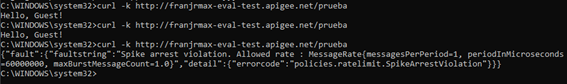 C:\WINDOWS\system32>curl -k http://franjrmax-eval-test.apigee.net/prueba
Hello, Guest!
C:\WINDOWS\system32>curl -k http://franjrmax-eval-test.apigee.net/prueba
Hello, Guest!
C:\WINDOWS\system32>curl -k http://franjrmax-eval-test.apigee.net/prueba
{"fault":{"faultstring":"Spike arrest violation. Allowed rate : MessageRate{messagesPerPeriod=1, periodInMicroseconds
=60000000, maxBurstMessageCount=1.0}","detail":{"errorcode":"policies.ratelimit.SpikeArrestViolation"}}}
C:\WINDOWS\system32>